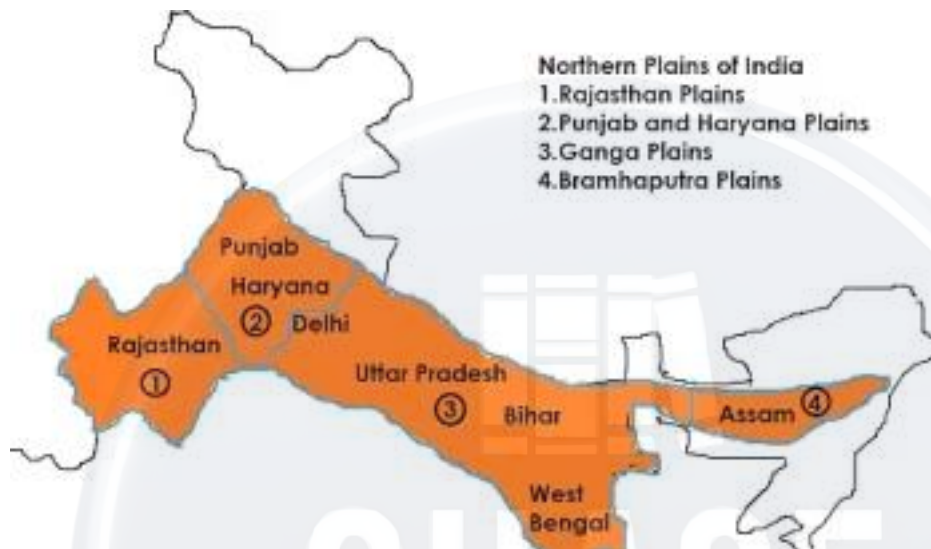 Northern Plains of India
1.Rajasthan Plains
2.Punjab and Haryana Plains
3.Ganga Plains
4.Bramhaputra Plains
Punjab
Haryana
2
Delhi
Rajasthan
1
Uttar Pradesh
3
Bihar
Assam 4
West
Bengal